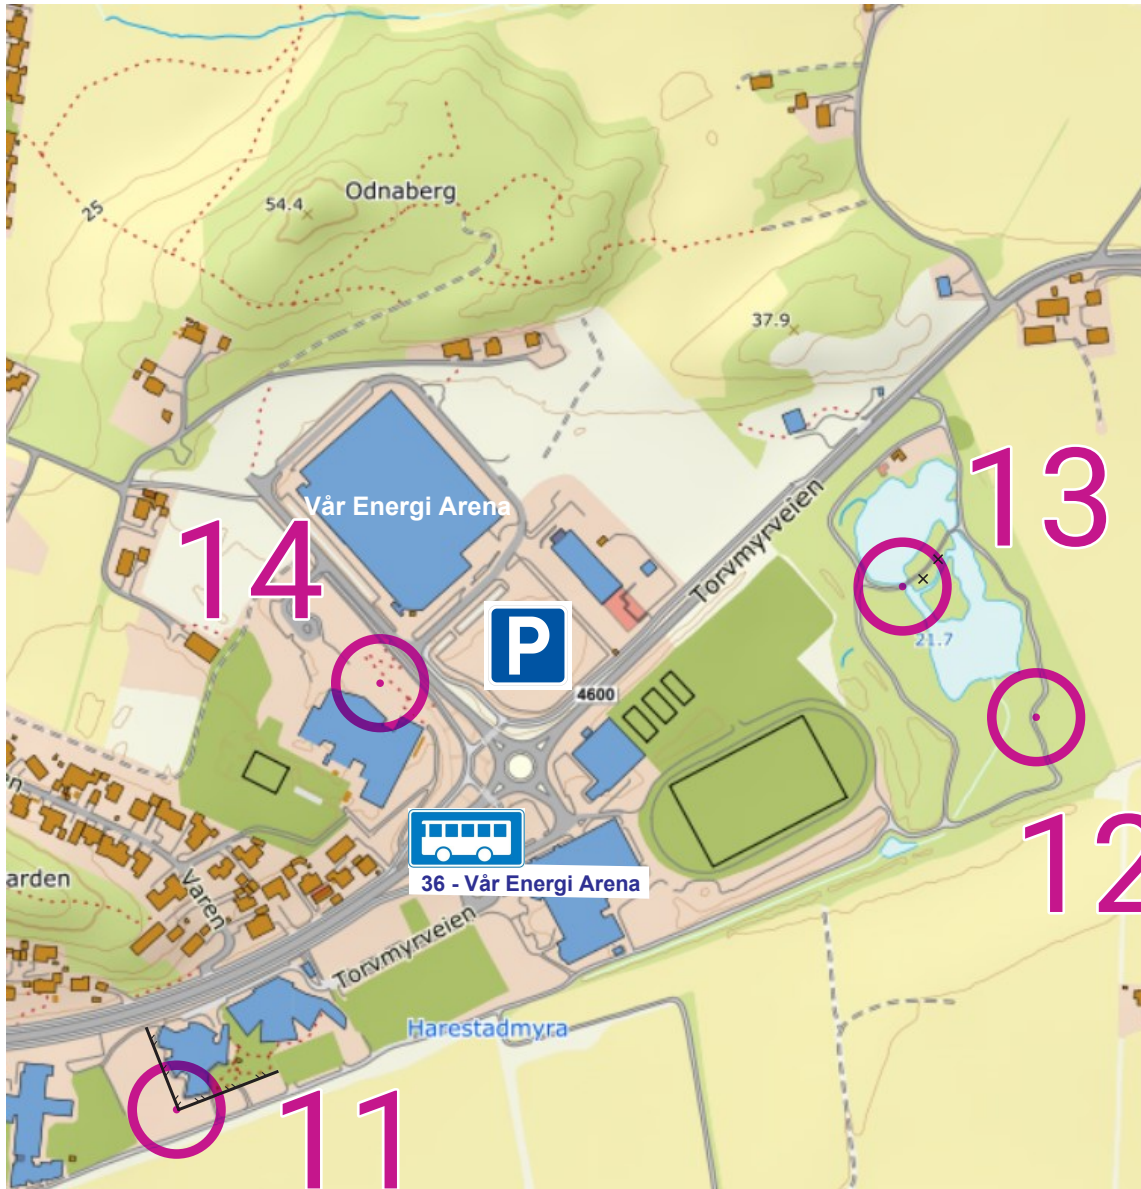 Odnaberg
54.4
25
37.9
13
Vår Energi Arena
14
Torvmyrveien
P
21.7
4600
12
36 - Vår Energi Arena
arden
Varen
Torvmyrveien
Harestadmyra
11